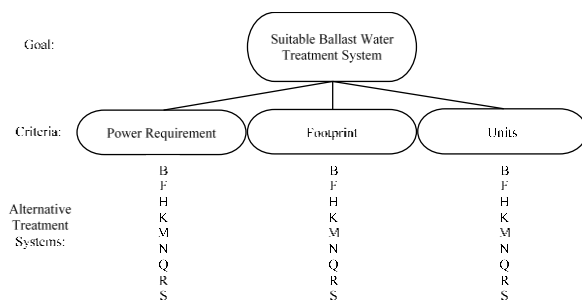 Goal:
Suitable Ballast Water
Treatment System
Criteria:
Power Requirement
Footprint
Units
Alternative
Treatment
Systems:
B
F
H
K
M
N
Q
R
S
B
F
H
K
M
N
Q
R
S
B
F
H
K
M
N
Q
R
S